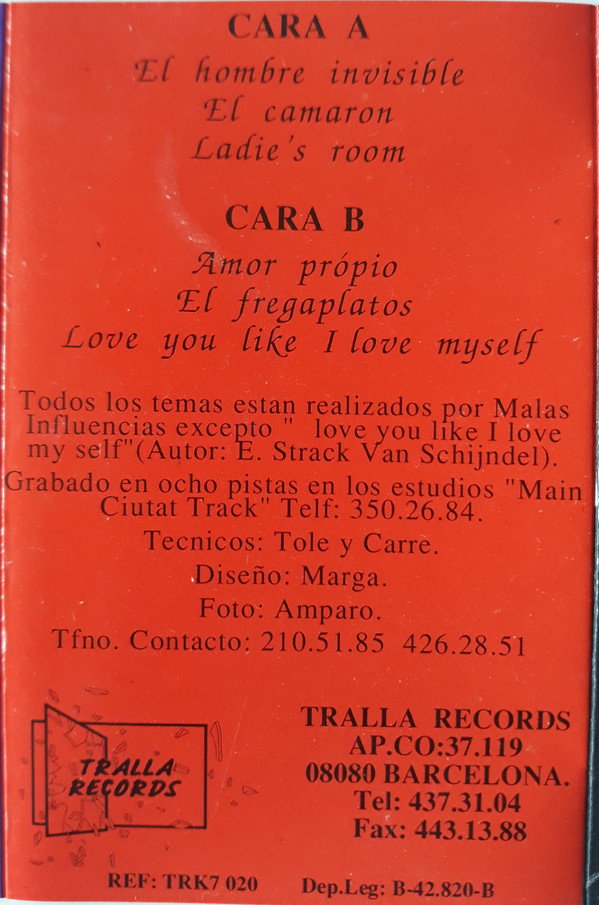 CARA A
El hombre invisible
El camaron
Ladie's room
CARA B
Amor própio
El fregaplatos
Love you like I love myself
Todos los temas estan realizados por Malas
Influencias excepto " love you like I love
my self"(Autor: E. Strack Van Schijndel).
Grabado en ocho pistas en los estudios "Main
Ciutat Track" Telf: 350.26.84.
Tecnicos: Tole y Carre.
Diseño: Marga.
Foto: Amparo.
Tfno. Contacto: 210.51.85 426.28.51
TRALLA
RECORDS
TRALLA RECORDS
AP.CO:37.119
08080 BARCELONA.
Tel: 437.31.04
Fax: 443.13.88
REF: TRK7 020 Dep.Leg: B-42.820-B